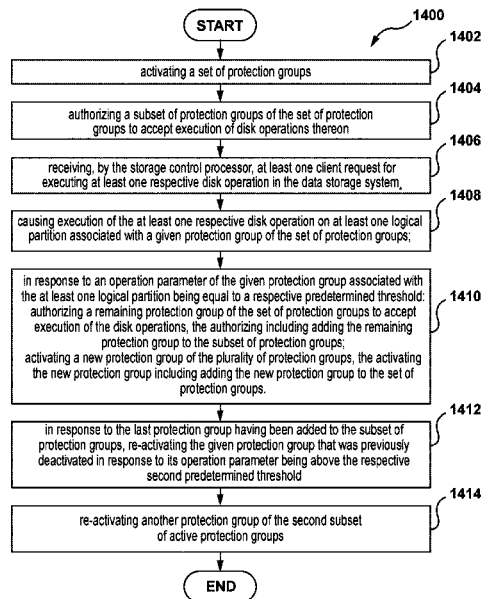 START
1400
1402
activating a set of protection groups
1404
authorizing a subset of protection groups of the set of protection
groups to accept execution of disk operations thereon
1406
receiving, by the storage control processor, at least one client request for
executing at least one respective disk operation in the data storage system,
1408
causing execution of the at least one respective disk operation on at least one logical
partition associated with a given protection group of the set of protection groups;
1410
in response to an operation parameter of the given protection group associated with
the at least one logical partition being equal to a respective predetermined threshold:
authorizing a remaining protection group of the set of protection groups to accept
execution of the disk operations, the authorizing including adding the remaining
protection group to the subset of protection groups;
activating a new protection group of the plurality of protection groups, the activating
the new protection group including adding the new protection group to the set of
protection groups.
1412
in response to the last protection group having been added to the subset of
protection groups, re-activating the given protection group that was previously
deactivated in response to its operation parameter being above the respective
second predetermined threshold
1414
re-activating another protection group of the second subset
of active protection groups
END